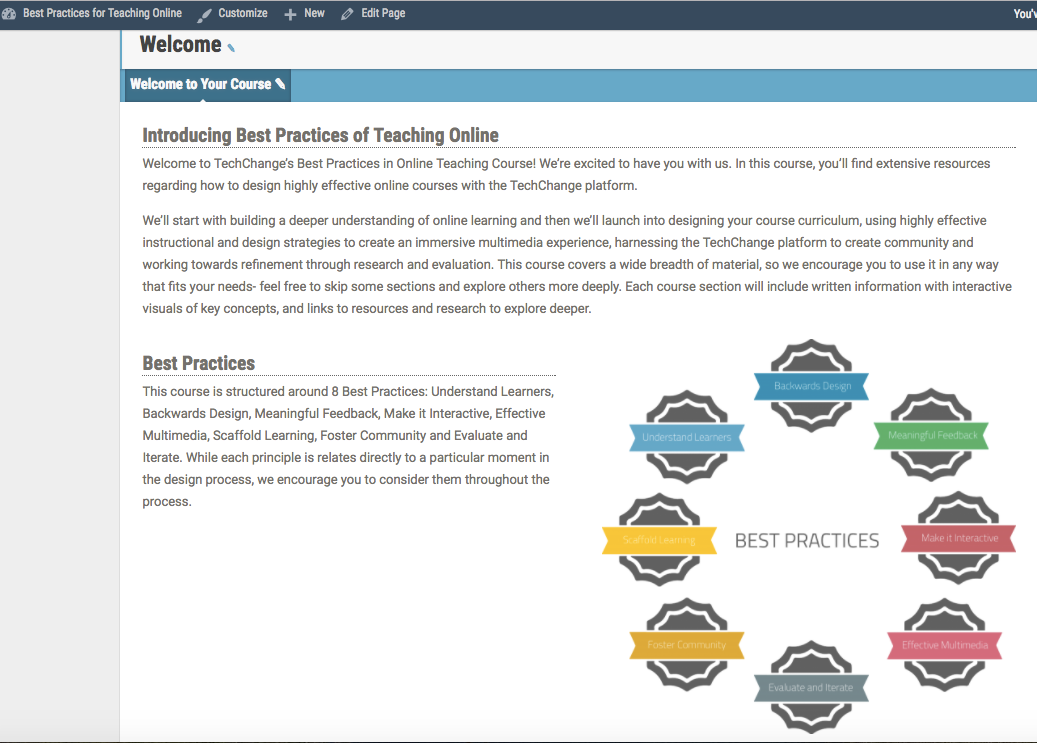 Best Practices for Teaching Online Customize New Edit Page You'v
Welcome
Welcome to Your Course
Introducing Best Practices of Teaching Online
Welcome to TechChange's Best Practices in Online Teaching Course! We're excited to have you with us. In this course, you'll find extensive resources
regarding how to design highly effective online courses with the TechChange platform.
We'll start with building a deeper understanding of online learning and then we'll launch into designing your course curriculum, using highly effective
instructional and design strategies to create an immersive multimedia experience, harnessing the TechChange platform to create community and
working towards refinement through research and evaluation. This course covers a wide breadth of material, so we encourage you to use it in any way
that fits your needs- feel free to skip some sections and explore others more deeply. Each course section will include written information with interactive
visuals of key concepts, and links to resources and research to explore deeper.
Best Practices
This course is structured around 8 Best Practices: Understand Learners,
Backwards Design, Meaningful Feedback, Make it Interactive, Effective
Multimedia, Scaffold Learning, Foster Community and Evaluate and
Iterate. While each principle is relates directly to a particular moment in
the design process, we encourage you to consider them throughout the
process.
Backwards Design
Understand Learners
Meaningful Feedback
Scaffold Learning
BEST PRACTICES
Make it Interactive
Foster Community
Effective Multimedia
Evaluate and Iterate